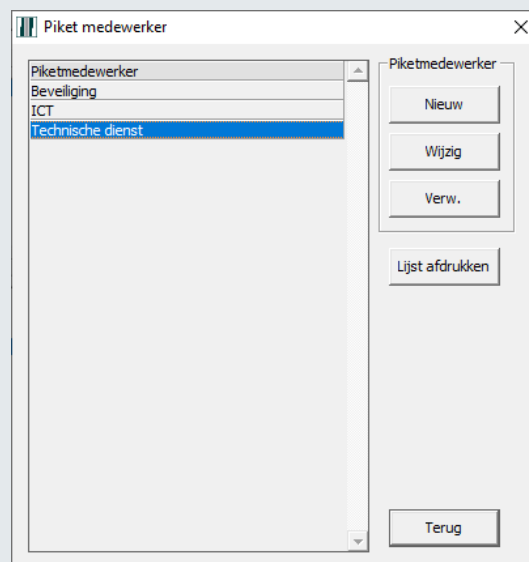 Piket medewerker
Piketmedewerker
Beveiliging
ICT
Technische dienst
Piketmedewerker
Nieuw
Wijzig
Verw.
Lijst afdrukken
Terug